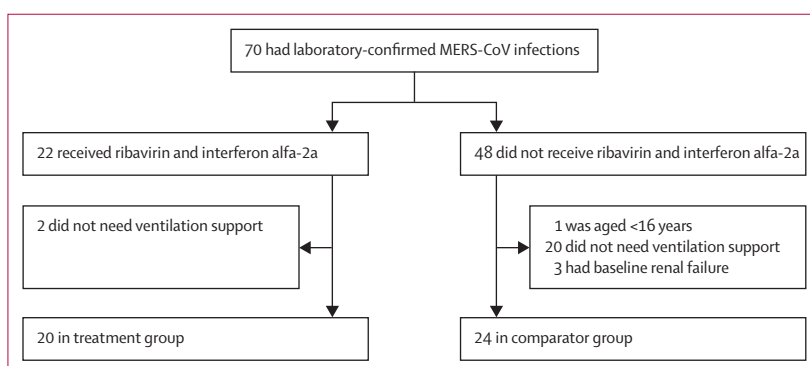 70 had laboratory-confirmed MERS-CoV infections
22 received ribavirin and interferon alfa-2a
48 did not receive ribavirin and interferon alfa-2a
2 did not need ventilation support
1 was aged <16 years
20 did not need ventilation support
3 had baseline renal failure
20 in treatment group
24 in comparator group